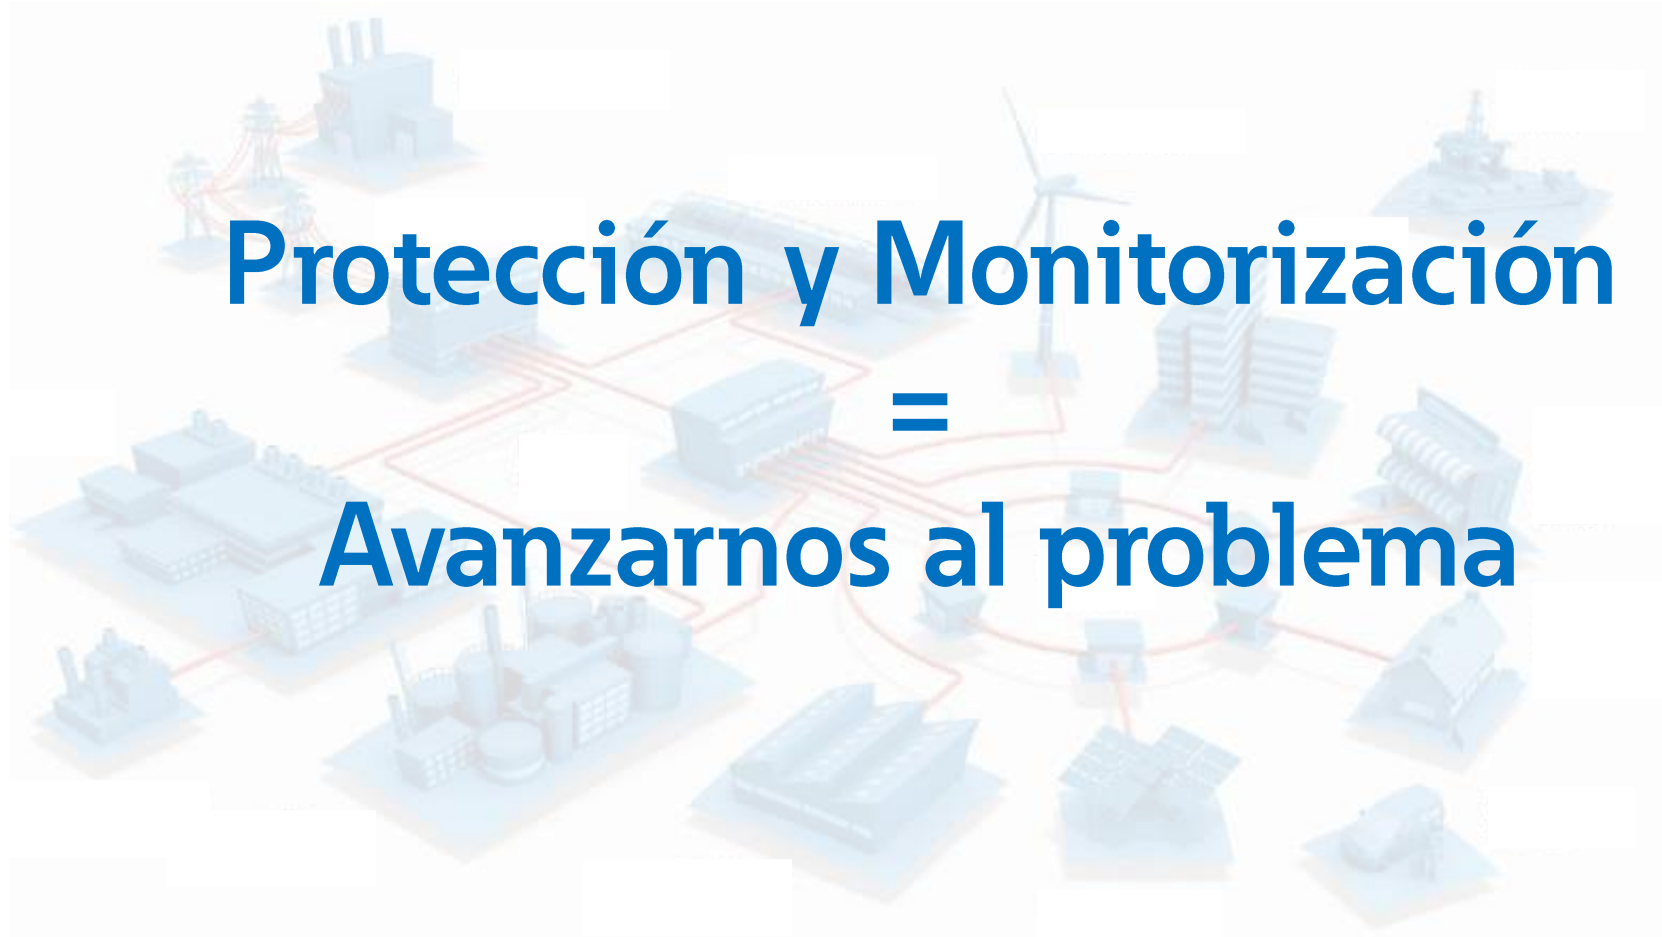 Protección y Monitorización
=
Avanzarnos al problema